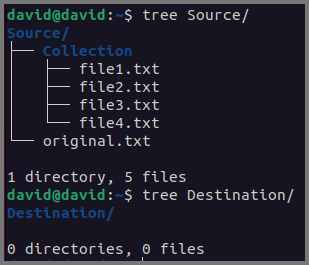 david@david:~$ tree Source/
Source/
├── Collection
│   ├── file1.txt
│   ├── file2.txt
│   ├── file3.txt
│   └── file4.txt
└── original.txt

1 directory, 5 files
david@david:~$ tree Destination/
Destination/

0 directories, 0 files